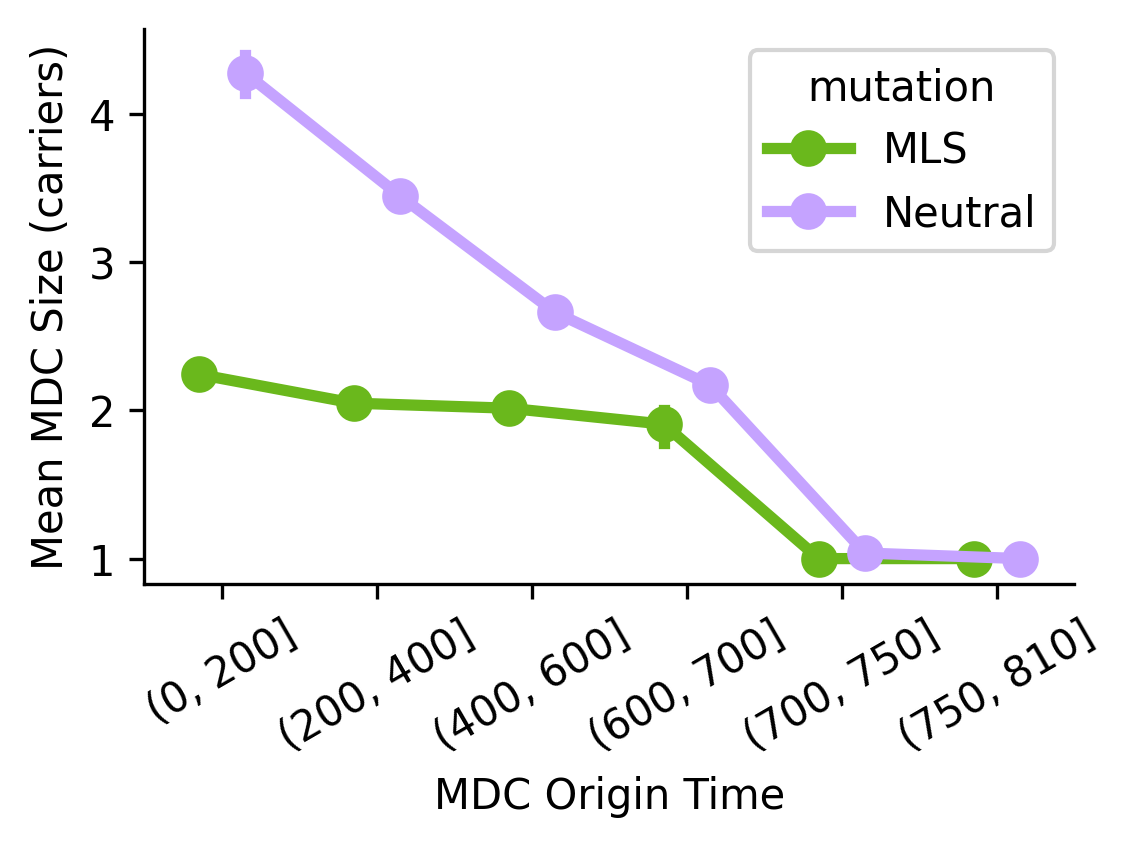 Mean MDC Size (carriers)
4
3
2
1
mutation
MLS
Neutral
(0, 200]
(200, 400]
(400, 600]
(600, 700]
(700, 750]
(750, 810]
MDC Origin Time